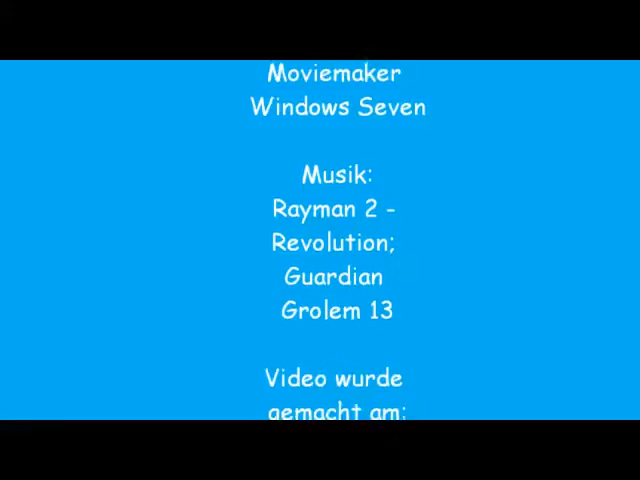 Moviemaker
Windows Seven
Musik:
Rayman 2 -
Revolution;
Guardian
Grolem 13
Video wurde
gemacht am: